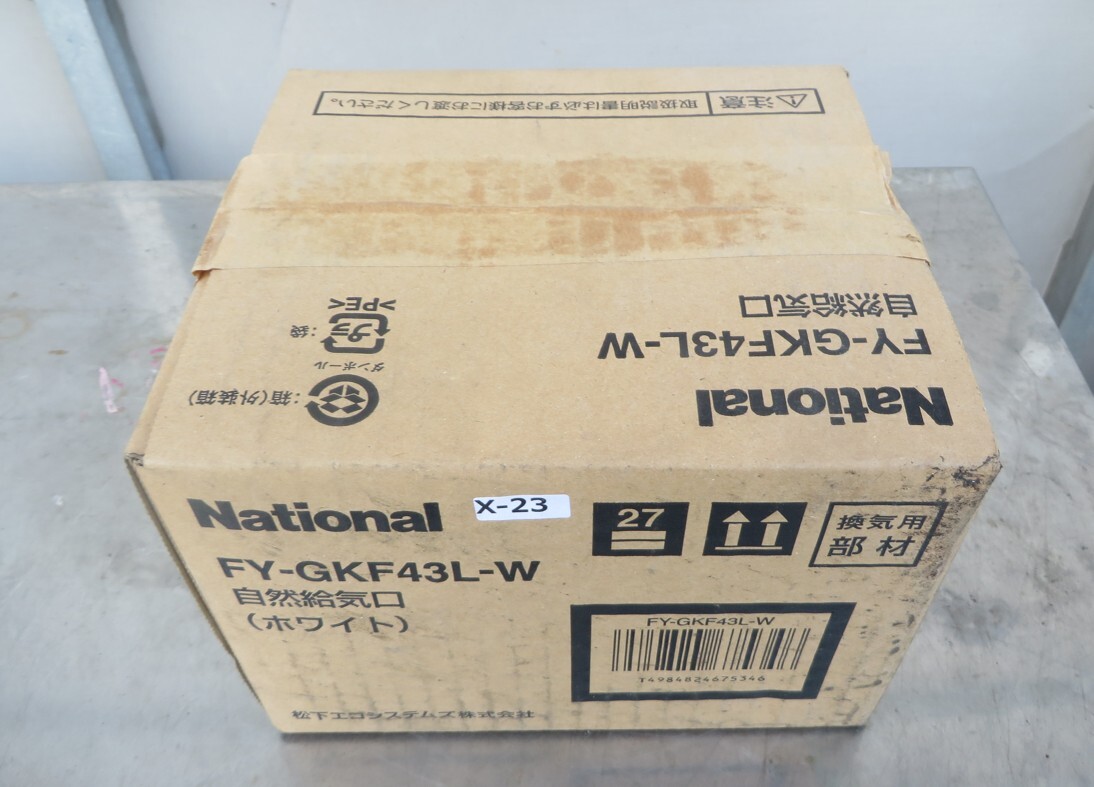 ⚠注意 取扱説明書は必ずお客様にお渡しください。
National
FY-GKF43L-W
自然給気口
ダンボール
:箱(外装箱)
プラ
:袋
>PE<
National
X-23
27
換気用
部材
FY-GKF43L-W
自然給気口
(ホワイト)
FY-GKF43L-W
T4984824675346
松下エコシステムズ株式会社